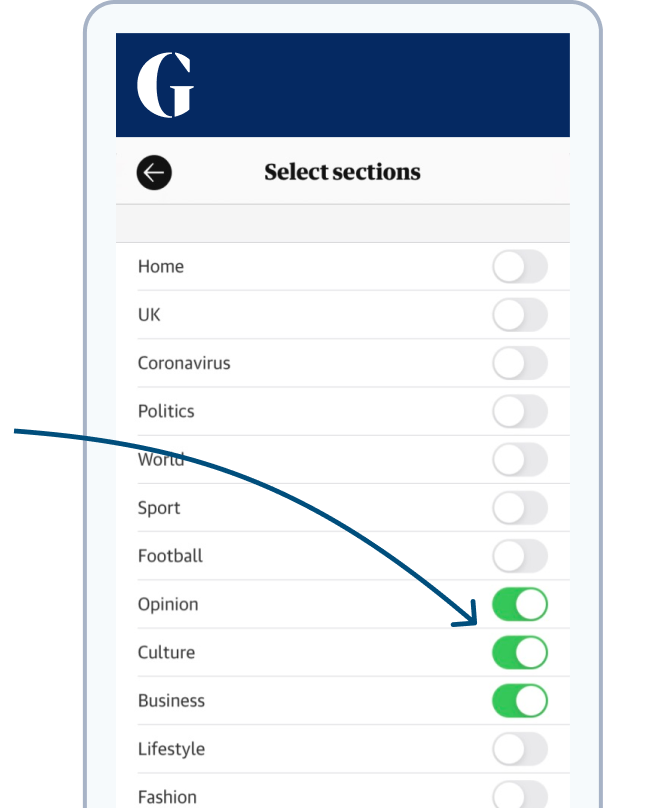 G
Select sections
Home
UK
Coronavirus
Politics
World
Sport
Football
Opinion
Culture
Business
Lifestyle
Fashion